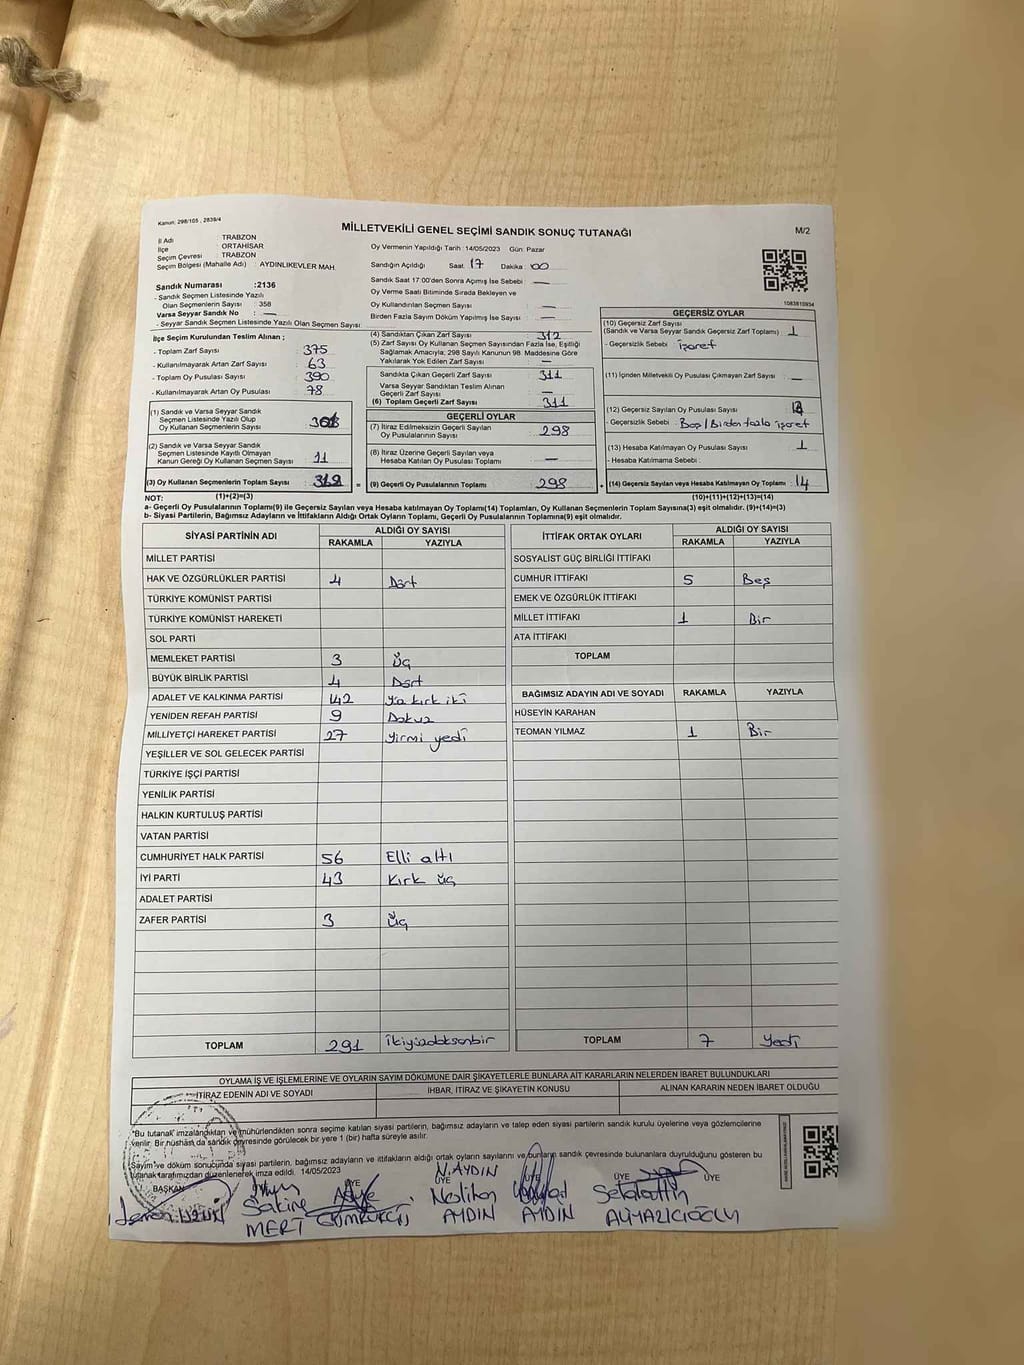 Kanun: 298/105 , 2839/4
MİLLETVEKİLİ GENEL SEÇİMİ SANDIK SONUÇ TUTANAĞI
M/2
İl Adı : TRABZON
İlçe : ORTAHİSAR
Seçim Çevresi : TRABZON
Seçim Bölgesi (Mahalle Adı) : AYDINLIKEVLER MAH.
Oy Vermenin Yapıldığı Tarih : 14/05/2023 Gün: Pazar
Sandığın Açıldığı Saat: 17 Dakika : 00
Sandık Saat 17:00'den Sonra Açımış İse Sebebi : —
Oy Verme Saati Bitiminde Sırada Bekleyen ve
Oy Kullandırılan Seçmen Sayısı : —
Birden Fazla Sayım Döküm Yapılmış İse Sayısı : —
Sandık Numarası :2136
- Sandık Seçmen Listesinde Yazılı
Olan Seçmenlerin Sayısı : 358
Varsa Seyyar Sandık No : —
- Seyyar Sandık Seçmen Listesinde Yazılı Olan Seçmen Sayısı:
1083810934
İlçe Seçim Kurulundan Teslim Alınan ;
- Toplam Zarf Sayısı : 375
- Kullanılmayarak Artan Zarf Sayısı : 63
- Toplam Oy Pusulası Sayısı : 390
- Kullanılmayarak Artan Oy Pusulası : 78
(1) Sandık ve Varsa Seyyar Sandık
Seçmen Listesinde Yazılı Olup
Oy Kullanan Seçmenlerin Sayısı :
(2) Sandık ve Varsa Seyyar Sandık
Seçmen Listesinde Kayıtlı Olmayan
Kanun Gereği Oy Kullanan Seçmen Sayısı : 11
(3) Oy Kullanan Seçmenlerin Toplam Sayısı : 312
(4) Sandıktan Çıkan Zarf Sayısı : 312
(5) Zarf Sayısı Oy Kullanan Seçmen Sayısından Fazla İse, Eşitliği
Sağlamak Amacıyla; 298 Sayılı Kanunun 98. Maddesine Göre
Yakılarak Yok Edilen Zarf Sayısı : —
Sandıkta Çıkan Geçerli Zarf Sayısı : 311
Varsa Seyyar Sandıktan Teslim Alınan
Geçerli Zarf Sayısı : —
(6) Toplam Geçerli Zarf Sayısı : 311
GEÇERLİ OYLAR
(7) İtiraz Edilmeksizin Geçerli Sayılan
Oy Pusulalarının Sayısı : 298
(8) İtiraz Üzerine Geçerli Sayılan veya
Hesaba Katılan Oy Pusulası Toplamı : —
= (9) Geçerli Oy Pusulalarının Toplamı : 298
GEÇERSİZ OYLAR
(10) Geçersiz Zarf Sayısı
(Sandık ve Varsa Seyyar Sandık Geçersiz Zarf Toplamı) : 1
- Geçersizlik Sebebi : işaret
(11) İçinden Milletvekili Oy Pusulası Çıkmayan Zarf Sayısı : —
(12) Geçersiz Sayılan Oy Pusulası Sayısı :
- Geçersizlik Sebebi : Boş/Birden fazla işaret
(13) Hesaba Katılmayan Oy Pusulası Sayısı : 1
- Hesaba Katılmama Sebebi :
+ (14) Geçersiz Sayılan veya Hesaba Katılmayan Oy Toplamı : 14
NOT: (1)+(2)=(3) (10)+(11)+(12)+(13)=(14)
a- Geçerli Oy Pusulalarının Toplamı(9) ile Geçersiz Sayılan veya Hesaba katılmayan Oy Toplam(14) Toplamları, Oy Kullanan Seçmenlerin Toplam Sayısına(3) eşit olmalıdır. (9)+(14)=(3)
b- Siyasi Partilerin, Bağımsız Adayların ve İttifakların Aldığı Oyların Toplamı, Geçerli Oy Pusulalarının Toplamına(9) eşit olmalıdır.
SİYASİ PARTİNİN ADI ALDIĞI OY SAYISI
RAKAMLA YAZIYLA
MİLLET PARTİSİ
HAK VE ÖZGÜRLÜKLER PARTİSİ 4 Dört
TÜRKİYE KOMÜNİST PARTİSİ
TÜRKİYE KOMÜNİST HAREKETİ
SOL PARTİ
MEMLEKET PARTİSİ 3 üç
BÜYÜK BİRLİK PARTİSİ 4 Dört
ADALET VE KALKINMA PARTİSİ 142 Yüzkırk iki
YENİDEN REFAH PARTİSİ 9 Dokuz
MİLLİYETÇİ HAREKET PARTİSİ 27 yirmi yedi
YEŞİLLER VE SOL GELECEK PARTİSİ
TÜRKİYE İŞÇİ PARTİSİ
YENİLİK PARTİSİ
HALKIN KURTULUŞ PARTİSİ
VATAN PARTİSİ
CUMHURİYET HALK PARTİSİ 56 Elli altı
İYİ PARTİ 43 Kırk üç
ADALET PARTİSİ
ZAFER PARTİSİ 3 üç
TOPLAM 291 ikiyüzdoksanbir
İTTİFAK ORTAK OYLARI ALDIĞI OY SAYISI
RAKAMLA YAZIYLA
SOSYALIST GÜÇ BİRLİĞİ İTTİFAKI
CUMHUR İTTİFAKI 5 Beş
EMEK VE ÖZGÜRLÜK İTTİFAKI
MİLLET İTTİFAKI 1 Bir
ATA İTTİFAKI
TOPLAM
BAĞIMSIZ ADAYIN ADI VE SOYADI RAKAMLA YAZIYLA
HÜSEYİN KARAHAN
TEOMAN YILMAZ 1 Bir
TOPLAM 7 yedi
OYLAMA İŞ VE İŞLEMLERİNE VE OYLARIN SAYIM DÖKÜMÜNE DAİR ŞİKAYETLERLE BUNLARA AİT KARARLARIN NELERDEN İBARET BULUNDUKLARI
İTİRAZ EDENİN ADI VE SOYADI İHBAR, İTİRAZ VE ŞİKAYETİN KONUSU ALINAN KARARIN NEDEN İBARET OLDUĞU
"Bu tutanak" imzalandıktan ve mühürlendikten sonra seçime katılan siyasi partilerin, bağımsız adayların ve talep eden siyasi partilerin sandık kurulu üyelerine veya gözlemcilerine
verilir. Bir nüshası da sandık çevresinde görülecek bir yere 1 (bir) hafta süreyle asılır.
Sayım ve döküm sonucunda siyasi partilerin, bağımsız adayların ve ittifakların aldığı oyların sayılarını ve bunların sandık çevresinde bulunanlara ait karar duyrulduğunu gösteren bu
tutanak tarafımızdan düzenlenerek imza edildi. 14/05/2023
BAŞKAN ÜYE ÜYE ÜYE ÜYE ÜYE
N.AYDIN
Sakine Neslihan Selahattin
MERT AYDIN AYDIN ALİYAZICIOĞLU